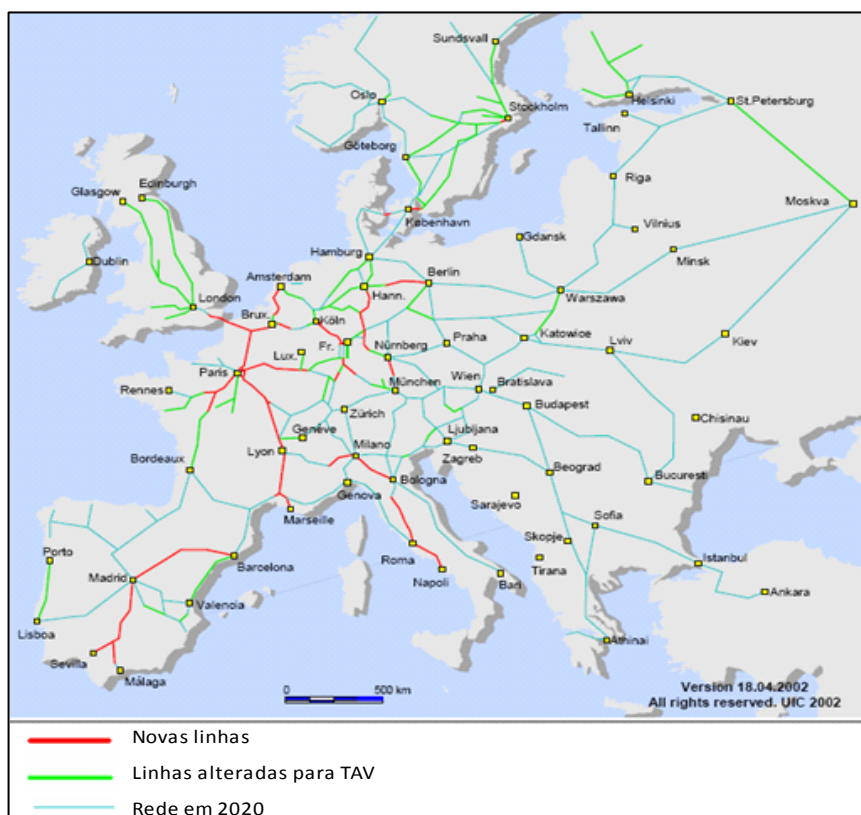 Sundsvall
Oslo
Helsinki
St.Petersburg
Stockholm
Tallinn
Göteborg
Riga
Edinburgh
Glasgow
Moskva
København
Vilnius
Gdansk
Minsk
Hamburg
Dublin
Amsterdam
Berlin
London
Hann.
Warszawa
Brux.
Köln
Katowice
Praha
Kiev
Fr.
Lviv
Lux.
Nürnberg
Paris
Wien
Bratislava
Rennes
München
Budapest
Zürich
Chisinau
Genéve
Ljubljana
Milano
Lyon
Zagreb
Bordeaux
Beograd
Bologna
Bucuresti
Genova
Sarajevo
Marseille
Sofia
Skopje
Porto
Roma
Istanbul
Barcelona
Tirana
Madrid
Napoli
Bari
Ankara
Valencia
Lisboa
Athinai
Sevilla
Málaga
0 500 km
Version 18.04.2002
All rights reserved. UIC 2002
Novas linhas
Linhas alteradas para TAV
Rede em 2020